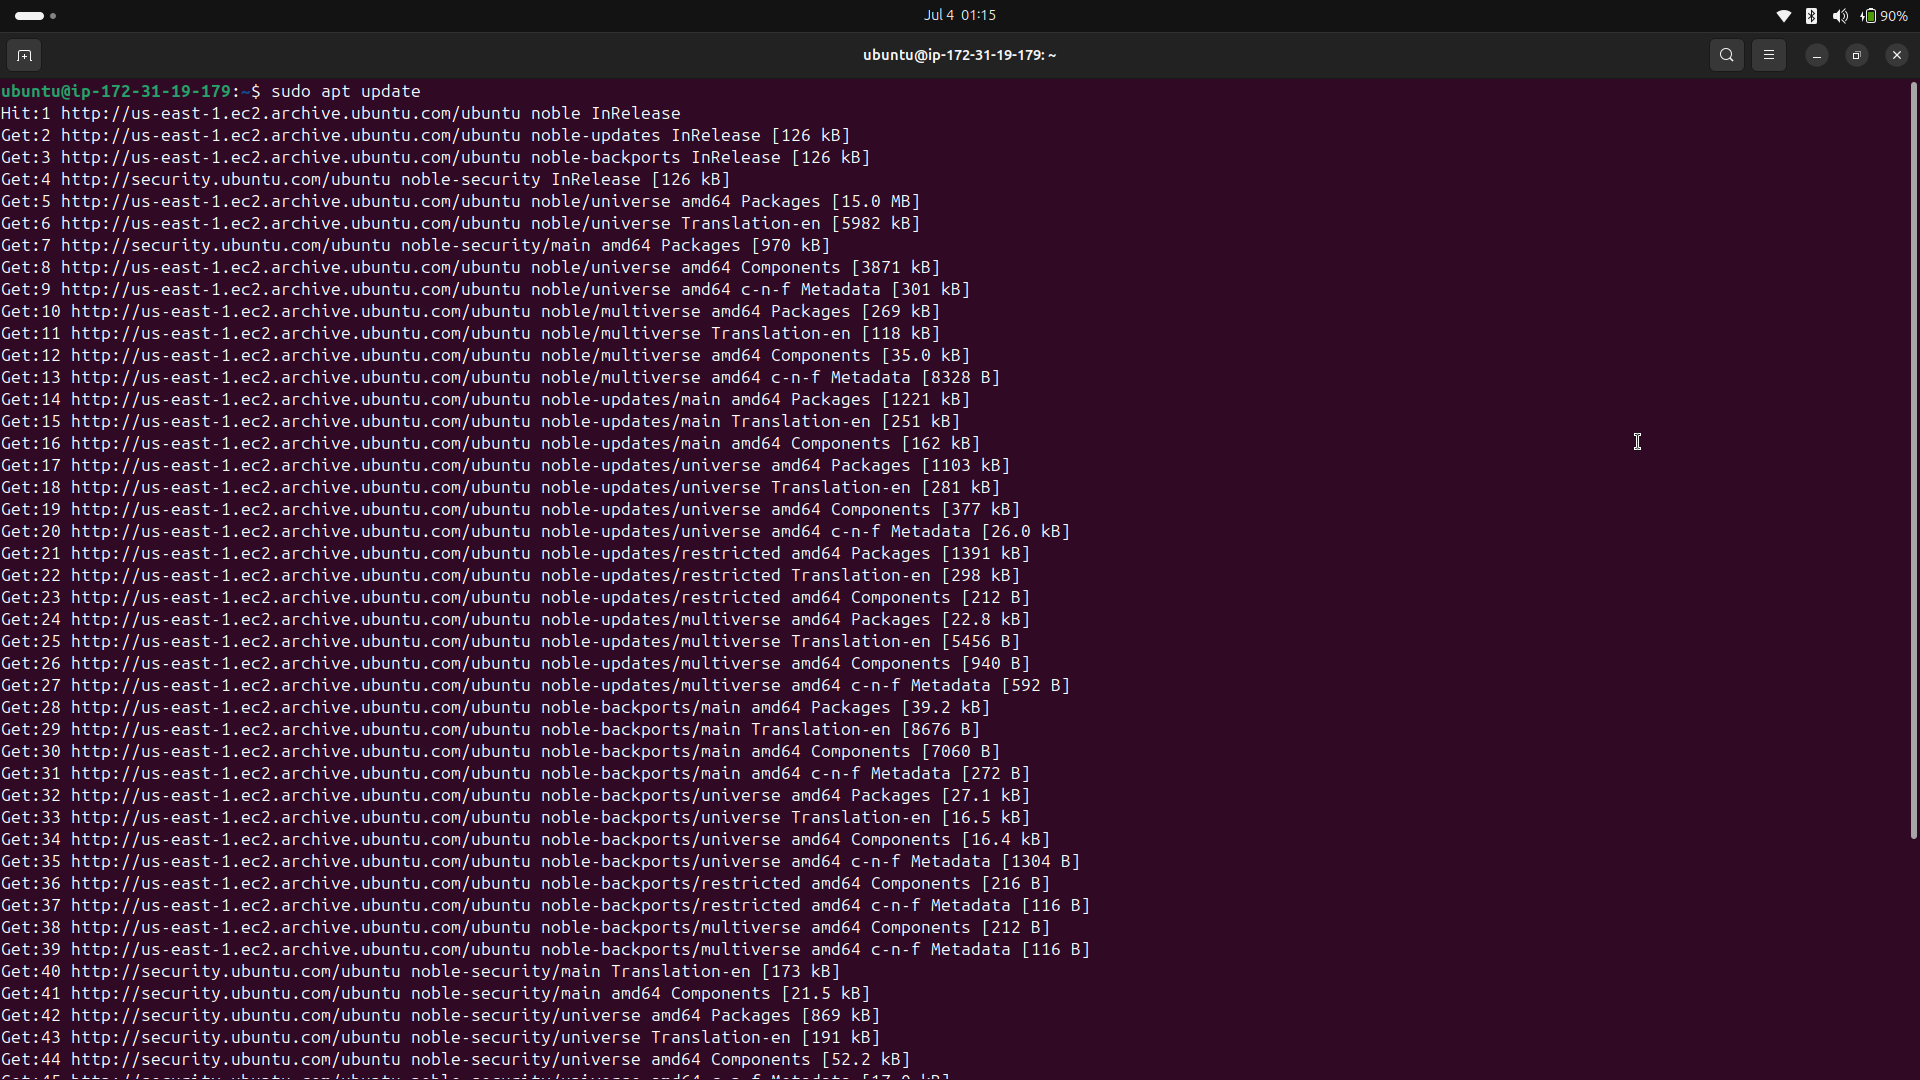 Jul 4 01:15
90%
ubuntu@ip-172-31-19-179: ~
ubuntu@ip-172-31-19-179:~$ sudo apt update
Hit:1 http://us-east-1.ec2.archive.ubuntu.com/ubuntu noble InRelease
Get:2 http://us-east-1.ec2.archive.ubuntu.com/ubuntu noble-updates InRelease [126 kB]
Get:3 http://us-east-1.ec2.archive.ubuntu.com/ubuntu noble-backports InRelease [126 kB]
Get:4 http://security.ubuntu.com/ubuntu noble-security InRelease [126 kB]
Get:5 http://us-east-1.ec2.archive.ubuntu.com/ubuntu noble/universe amd64 Packages [15.0 MB]
Get:6 http://us-east-1.ec2.archive.ubuntu.com/ubuntu noble/universe Translation-en [5982 kB]
Get:7 http://security.ubuntu.com/ubuntu noble-security/main amd64 Packages [970 kB]
Get:8 http://us-east-1.ec2.archive.ubuntu.com/ubuntu noble/universe amd64 Components [3871 kB]
Get:9 http://us-east-1.ec2.archive.ubuntu.com/ubuntu noble/universe amd64 c-n-f Metadata [301 kB]
Get:10 http://us-east-1.ec2.archive.ubuntu.com/ubuntu noble/multiverse amd64 Packages [269 kB]
Get:11 http://us-east-1.ec2.archive.ubuntu.com/ubuntu noble/multiverse Translation-en [118 kB]
Get:12 http://us-east-1.ec2.archive.ubuntu.com/ubuntu noble/multiverse amd64 Components [35.0 kB]
Get:13 http://us-east-1.ec2.archive.ubuntu.com/ubuntu noble/multiverse amd64 c-n-f Metadata [8328 B]
Get:14 http://us-east-1.ec2.archive.ubuntu.com/ubuntu noble-updates/main amd64 Packages [1221 kB]
Get:15 http://us-east-1.ec2.archive.ubuntu.com/ubuntu noble-updates/main Translation-en [251 kB]
Get:16 http://us-east-1.ec2.archive.ubuntu.com/ubuntu noble-updates/main amd64 Components [162 kB]
Get:17 http://us-east-1.ec2.archive.ubuntu.com/ubuntu noble-updates/universe amd64 Packages [1103 kB]
Get:18 http://us-east-1.ec2.archive.ubuntu.com/ubuntu noble-updates/universe Translation-en [281 kB]
Get:19 http://us-east-1.ec2.archive.ubuntu.com/ubuntu noble-updates/universe amd64 Components [377 kB]
Get:20 http://us-east-1.ec2.archive.ubuntu.com/ubuntu noble-updates/universe amd64 c-n-f Metadata [26.0 kB]
Get:21 http://us-east-1.ec2.archive.ubuntu.com/ubuntu noble-updates/restricted amd64 Packages [1391 kB]
Get:22 http://us-east-1.ec2.archive.ubuntu.com/ubuntu noble-updates/restricted Translation-en [298 kB]
Get:23 http://us-east-1.ec2.archive.ubuntu.com/ubuntu noble-updates/restricted amd64 Components [212 B]
Get:24 http://us-east-1.ec2.archive.ubuntu.com/ubuntu noble-updates/multiverse amd64 Packages [22.8 kB]
Get:25 http://us-east-1.ec2.archive.ubuntu.com/ubuntu noble-updates/multiverse Translation-en [5456 B]
Get:26 http://us-east-1.ec2.archive.ubuntu.com/ubuntu noble-updates/multiverse amd64 Components [940 B]
Get:27 http://us-east-1.ec2.archive.ubuntu.com/ubuntu noble-updates/multiverse amd64 c-n-f Metadata [592 B]
Get:28 http://us-east-1.ec2.archive.ubuntu.com/ubuntu noble-backports/main amd64 Packages [39.2 kB]
Get:29 http://us-east-1.ec2.archive.ubuntu.com/ubuntu noble-backports/main Translation-en [8676 B]
Get:30 http://us-east-1.ec2.archive.ubuntu.com/ubuntu noble-backports/main amd64 Components [7060 B]
Get:31 http://us-east-1.ec2.archive.ubuntu.com/ubuntu noble-backports/main amd64 c-n-f Metadata [272 B]
Get:32 http://us-east-1.ec2.archive.ubuntu.com/ubuntu noble-backports/universe amd64 Packages [27.1 kB]
Get:33 http://us-east-1.ec2.archive.ubuntu.com/ubuntu noble-backports/universe Translation-en [16.5 kB]
Get:34 http://us-east-1.ec2.archive.ubuntu.com/ubuntu noble-backports/universe amd64 Components [16.4 kB]
Get:35 http://us-east-1.ec2.archive.ubuntu.com/ubuntu noble-backports/universe amd64 c-n-f Metadata [1304 B]
Get:36 http://us-east-1.ec2.archive.ubuntu.com/ubuntu noble-backports/restricted amd64 Components [216 B]
Get:37 http://us-east-1.ec2.archive.ubuntu.com/ubuntu noble-backports/restricted amd64 c-n-f Metadata [116 B]
Get:38 http://us-east-1.ec2.archive.ubuntu.com/ubuntu noble-backports/multiverse amd64 Components [212 B]
Get:39 http://us-east-1.ec2.archive.ubuntu.com/ubuntu noble-backports/multiverse amd64 c-n-f Metadata [116 B]
Get:40 http://security.ubuntu.com/ubuntu noble-security/main Translation-en [173 kB]
Get:41 http://security.ubuntu.com/ubuntu noble-security/main amd64 Components [21.5 kB]
Get:42 http://security.ubuntu.com/ubuntu noble-security/universe amd64 Packages [869 kB]
Get:43 http://security.ubuntu.com/ubuntu noble-security/universe Translation-en [191 kB]
Get:44 http://security.ubuntu.com/ubuntu noble-security/universe amd64 Components [52.2 kB]